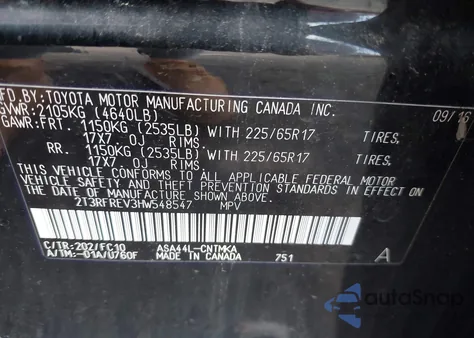 MFD.BY:TOYOTA MOTOR MANUFACTURING CANADA INC.
GVWR:2105KG (4640LB) 09/16
GAWR:FRT. 1150KG (2535LB) WITH 225/65R17 TIRES.
17X7 OJ RIMS.
RR. 1150KG (2535LB) WITH 225/65R17 TIRES.
17X7 OJ RIMS.
THIS VEHICLE CONFORMS TO ALL APPLICABLE FEDERAL MOTOR
VEHICLE SAFETY AND THEFT PREVENTION STANDARDS IN EFFECT
ON THE DATE OF MANUFACTURE SHOWN ABOVE.
2T3RFREV3HW548547 MPV
C/TR:202/FC10 ASA44L-CNTMKA
A/TM:-01A/U760F MADE IN CANADA 751 A
autoSnap